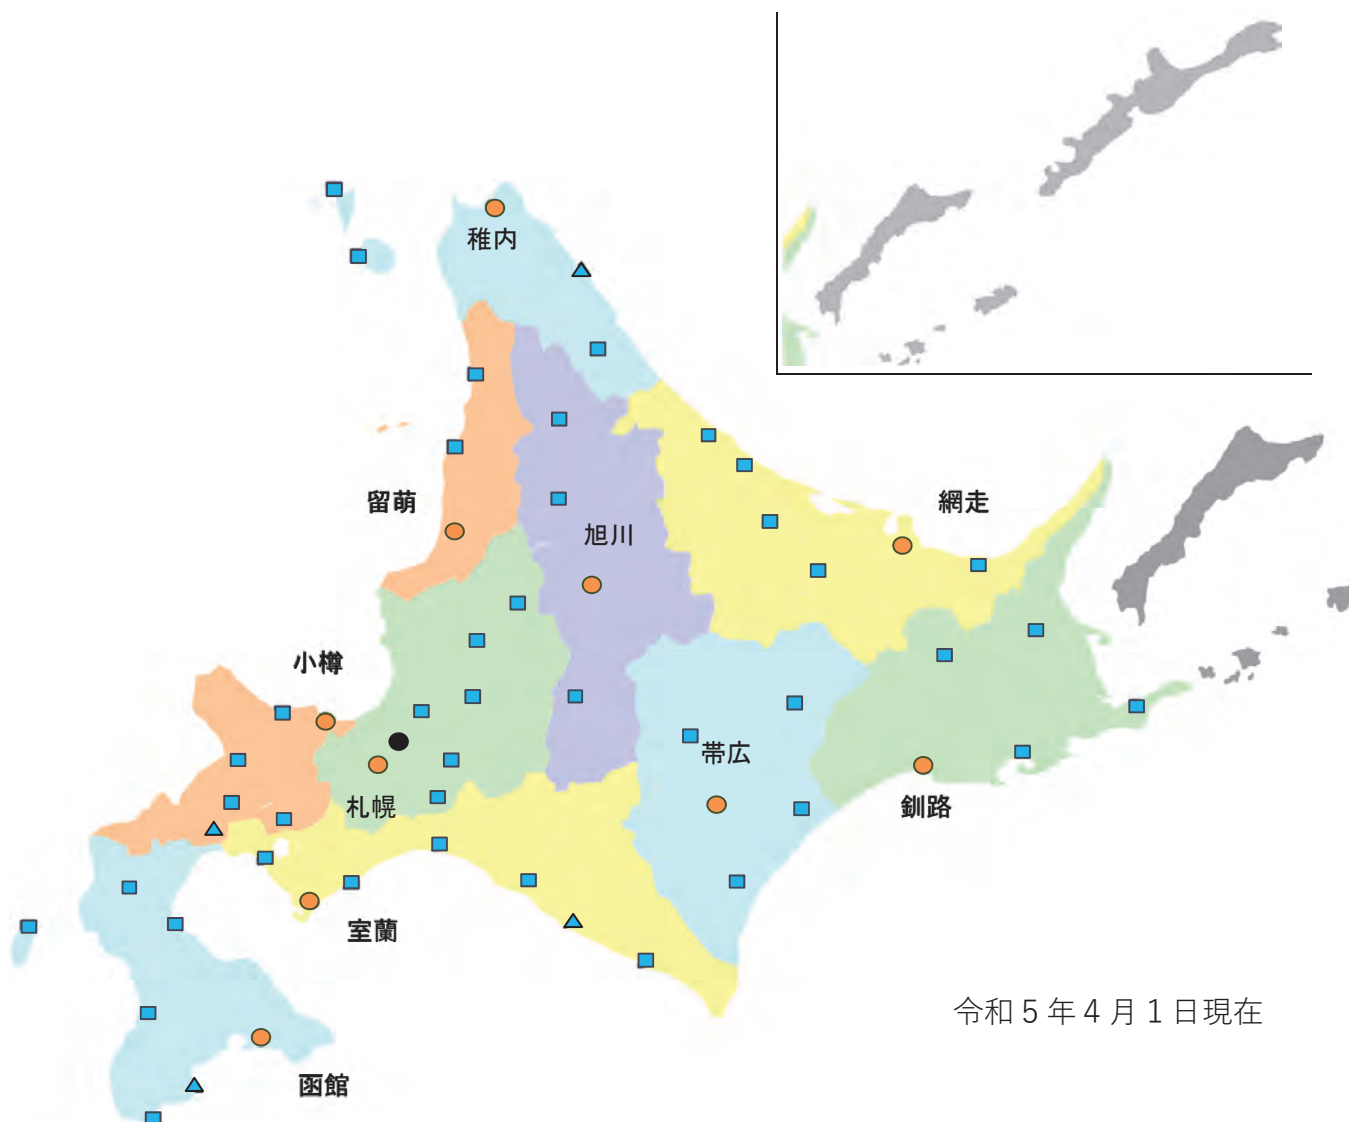 稚内
留萌
網走
旭川
小樽
帯広
札幌
釧路
室蘭
令和5年4月1日現在
函館